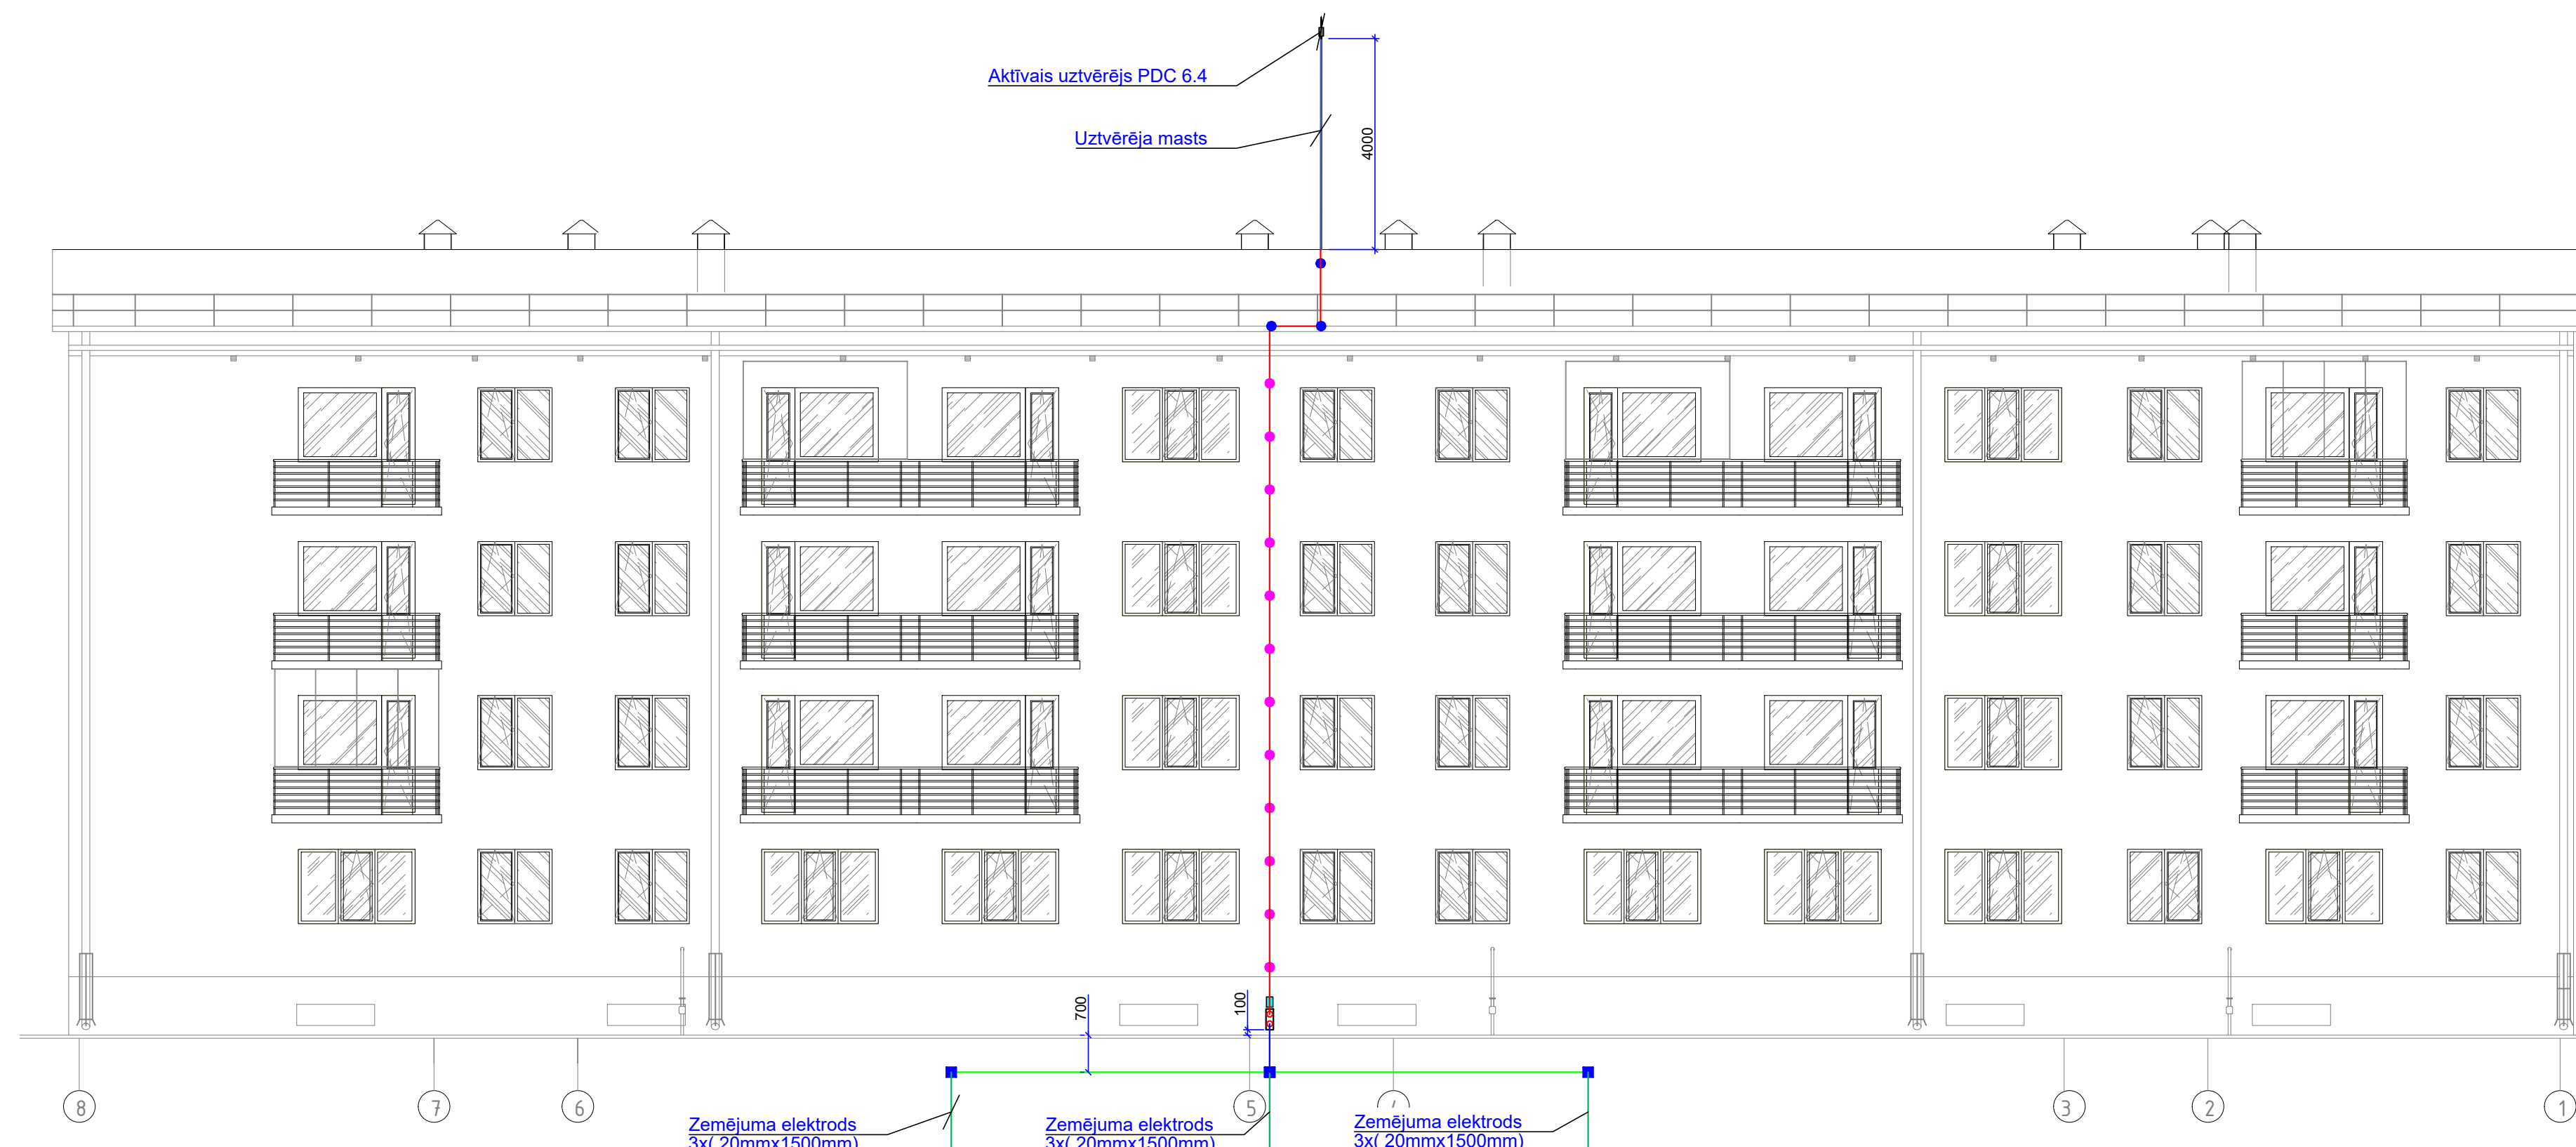 Aktīvais uztvērējs PDC 6.4
Uztvērēja masts
4000
700
100
8
7
6
5
3
2
1
Zemējuma elektrods
3x( 20mmx1500mm)
Zemējuma elektrods
3x( 20mmx1500mm)
Zemējuma elektrods
3x( 20mmx1500mm)